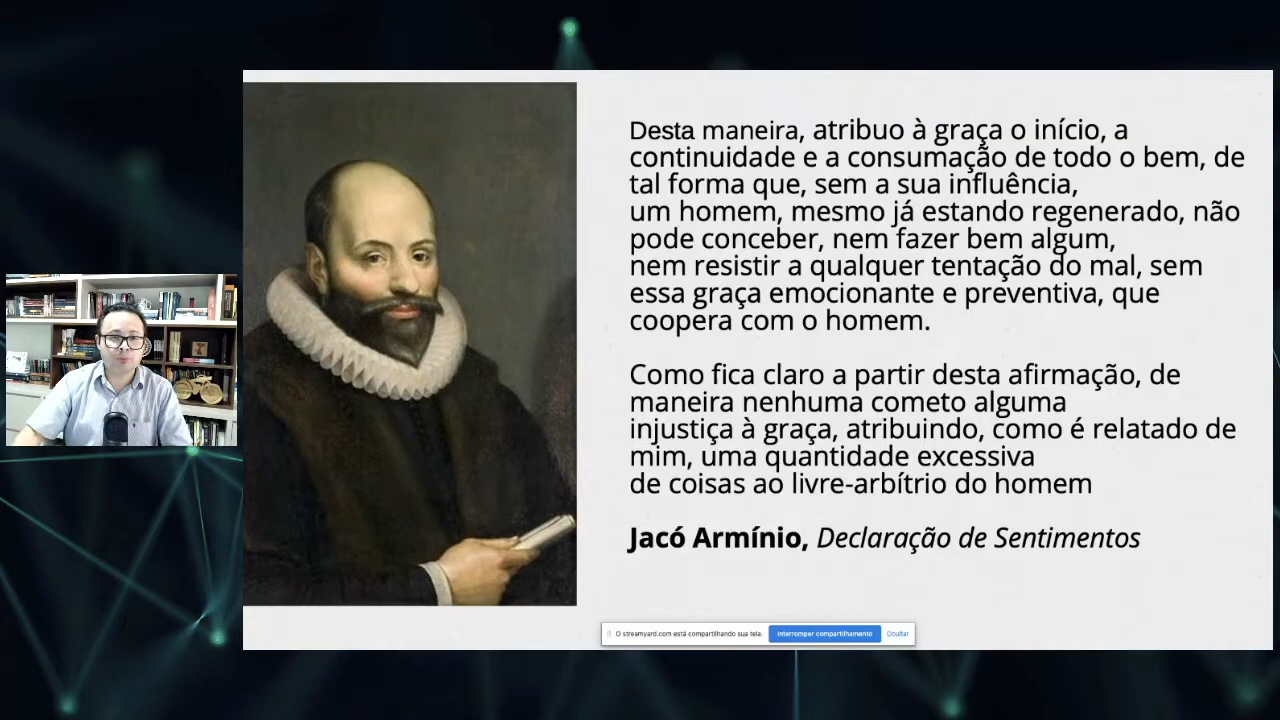 Desta maneira, atribuo à graça o início, a
continuidade e a consumação de todo o bem, de
tal forma que, sem a sua influência,
um homem, mesmo já estando regenerado, não
pode conceber, nem fazer bem algum,
nem resistir a qualquer tentação do mal, sem
essa graça emocionante e preventiva, que
coopera com o homem.
Como fica claro a partir desta afirmação, de
maneira nenhuma cometo alguma
injustiça à graça, atribuindo, como é relatado de
mim, uma quantidade excessiva
de coisas ao livre-arbítrio do homem
Jacó Armínio, Declaração de Sentimentos
O streamyard.com está compartilhando sua tela. Interromper compartilhamento Ocultar